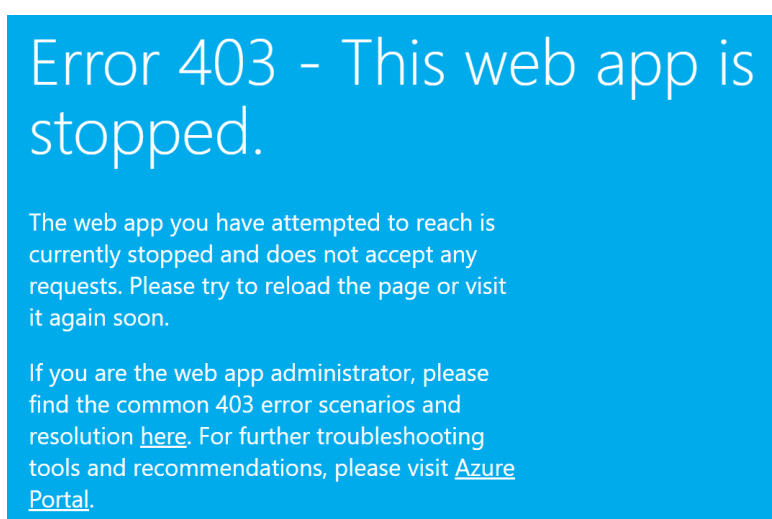 Error 403 - This web app is
stopped.
The web app you have attempted to reach is
currently stopped and does not accept any
requests. Please try to reload the page or visit
it again soon.
If you are the web app administrator, please
find the common 403 error scenarios and
resolution here. For further troubleshooting
tools and recommendations, please visit Azure
Portal.